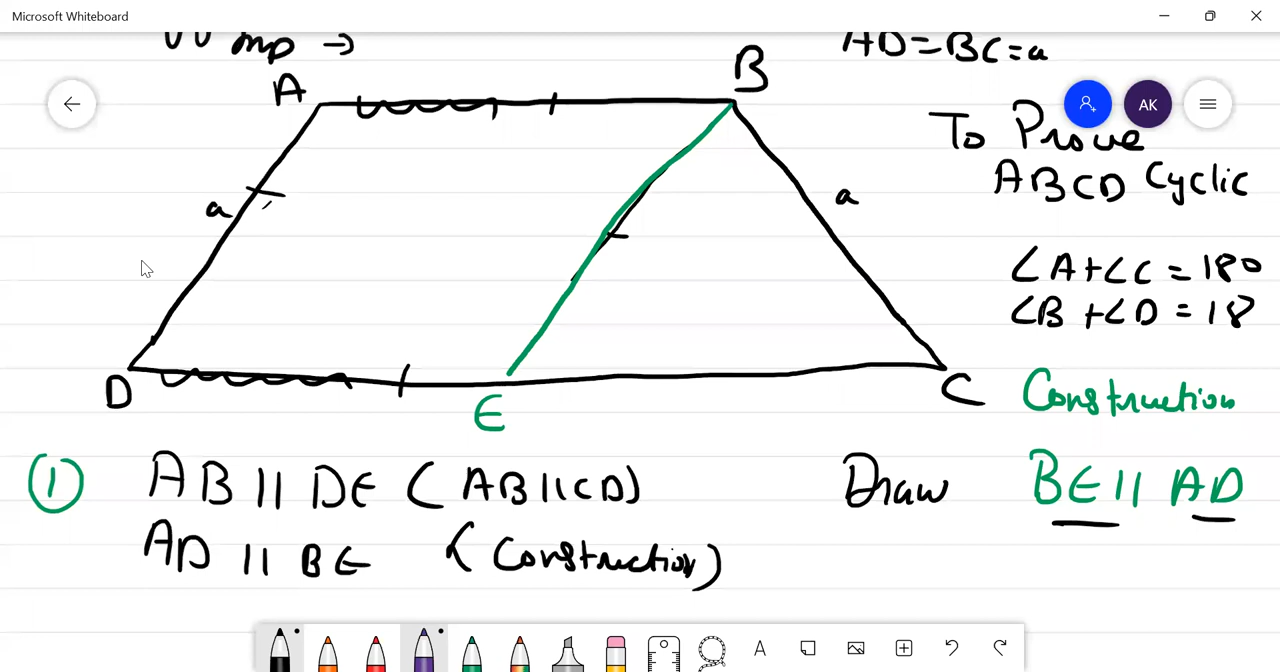 Microsoft Whiteboard
mp →
AD=BC=a
A
B
AK
To Prove
ABCD Cyclic
a
a
∠A+∠C=180
∠B+∠D=18
D
E
C
Construction
① AB||DE (AB||CD)
Draw BE||AD
AD||BE (Construction)
A